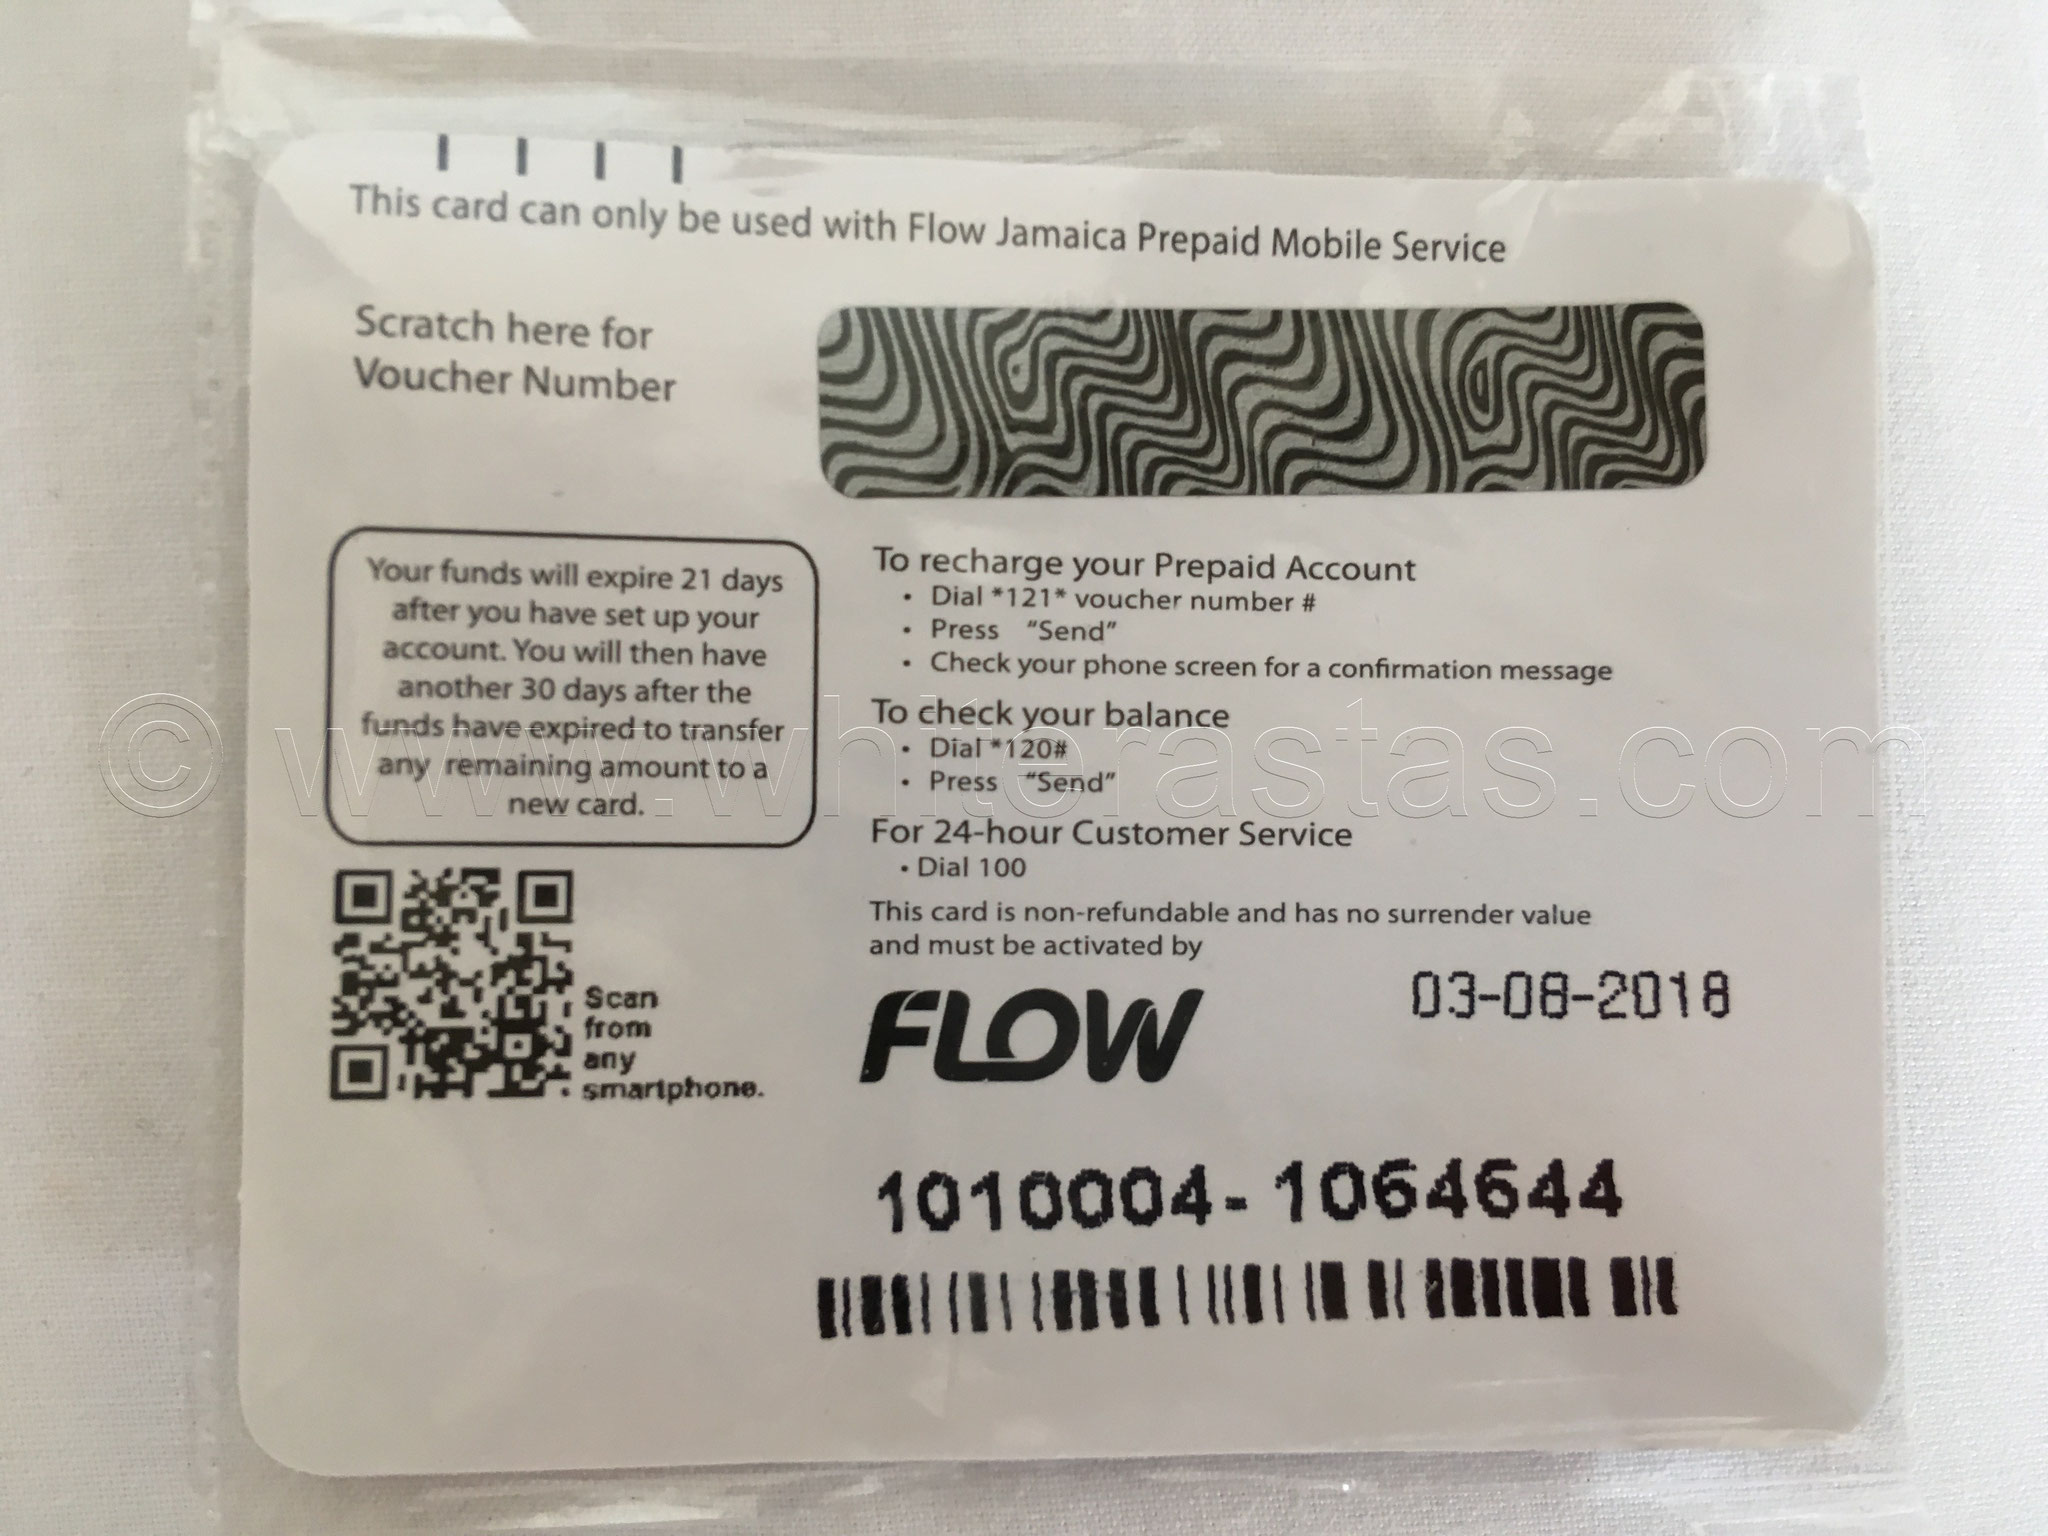 This card can only be used with Flow Jamaica Prepaid Mobile Service
Scratch here for
Voucher Number
Your funds will expire 21 days
after you have set up your
account. You will then have
another 30 days after the
funds have expired to transfer
any remaining amount to a
new card.
To recharge your Prepaid Account
• Dial *121* voucher number #
• Press "Send"
• Check your phone screen for a confirmation message
To check your balance
• Dial *120#
• Press "Send"
For 24-hour Customer Service
• Dial 100
This card is non-refundable and has no surrender value
and must be activated by
03-08-2018
FLOW
Scan
from
any
smartphone.
1010004-1064644
© www.whiterastas.com